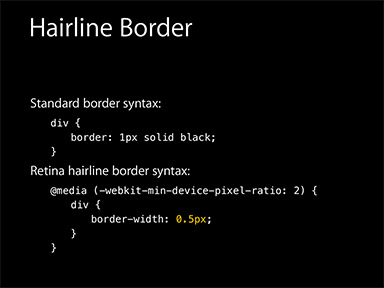 Hairline Border
Standard border syntax:
div {
border: 1px solid black;
}
Retina hairline border syntax:
@media (-webkit-min-device-pixel-ratio: 2) {
div {
border-width: 0.5px;
}
}